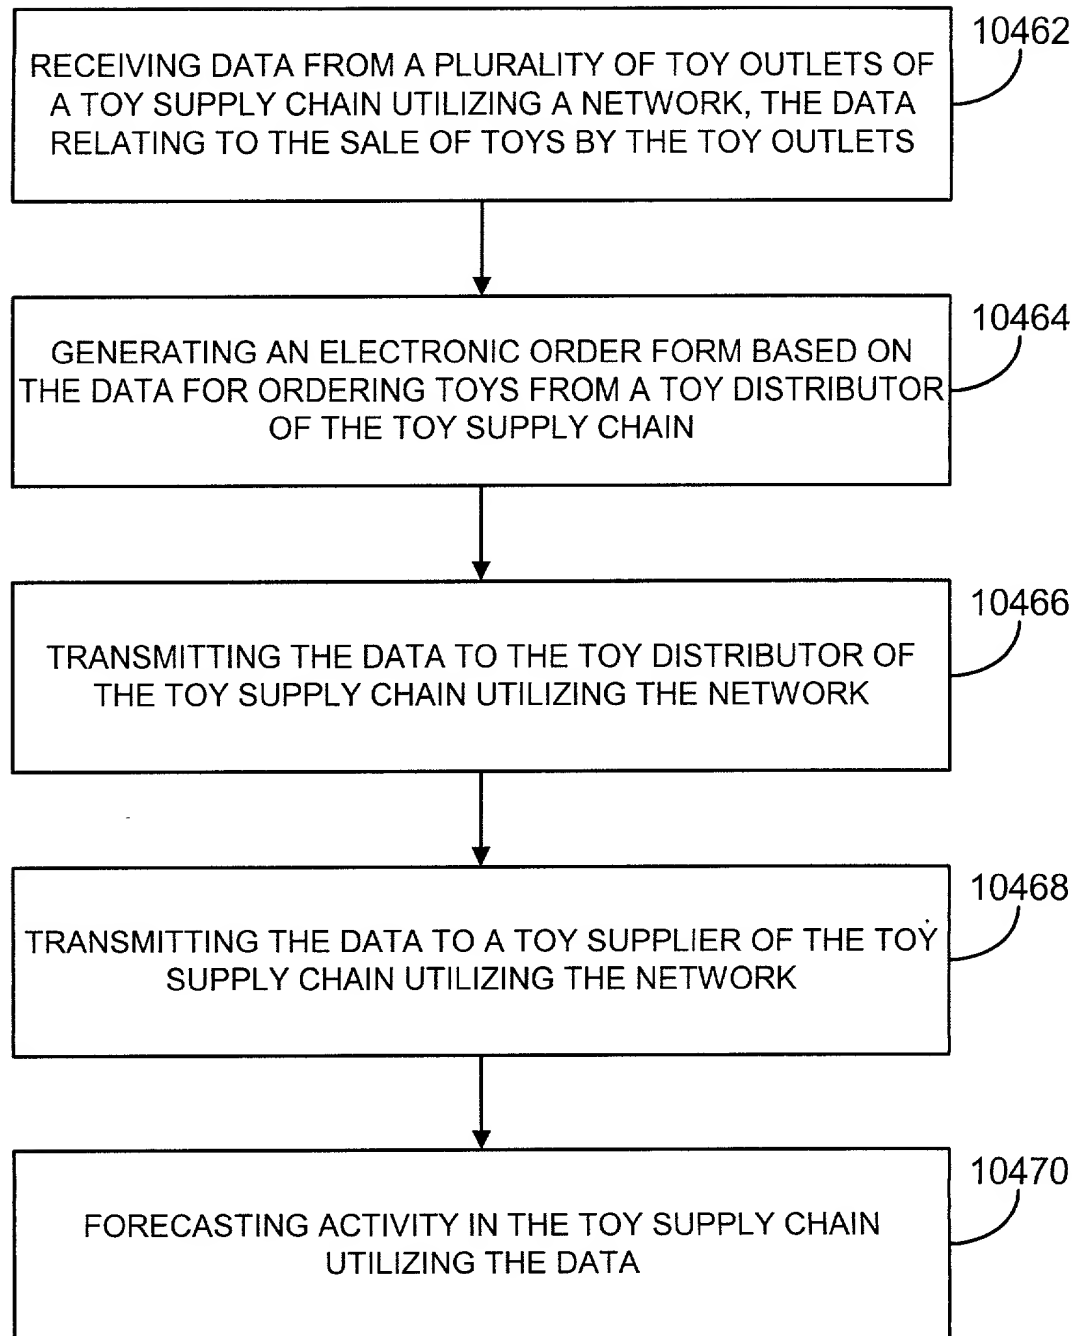 10462
RECEIVING DATA FROM A PLURALITY OF TOY OUTLETS OF
A TOY SUPPLY CHAIN UTILIZING A NETWORK, THE DATA
RELATING TO THE SALE OF TOYS BY THE TOY OUTLETS
10464
GENERATING AN ELECTRONIC ORDER FORM BASED ON
THE DATA FOR ORDERING TOYS FROM A TOY DISTRIBUTOR
OF THE TOY SUPPLY CHAIN
10466
TRANSMITTING THE DATA TO THE TOY DISTRIBUTOR OF
THE TOY SUPPLY CHAIN UTILIZING THE NETWORK
10468
TRANSMITTING THE DATA TO A TOY SUPPLIER OF THE TOY
SUPPLY CHAIN UTILIZING THE NETWORK
10470
FORECASTING ACTIVITY IN THE TOY SUPPLY CHAIN
UTILIZING THE DATA